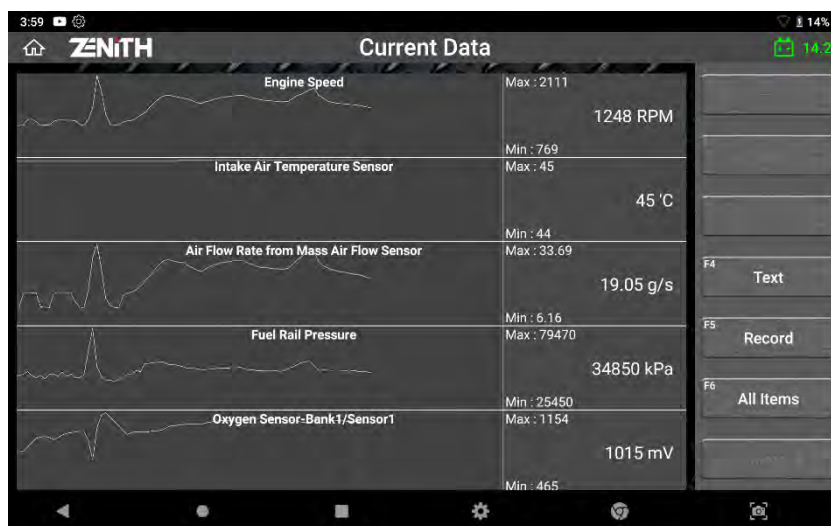 3:59 14%
ZENITH Current Data 14.2
Engine Speed Max : 2111
1248 RPM
Min : 769
Intake Air Temperature Sensor Max : 45
45 'C
Min : 44
Air Flow Rate from Mass Air Flow Sensor Max : 33.69
19.05 g/s
Min : 6.16
F4 Text
Fuel Rail Pressure Max : 79470
34850 kPa
Min : 25450
F5 Record
Oxygen Sensor-Bank1/Sensor1 Max : 1154
1015 mV
Min : 465
F6 All Items